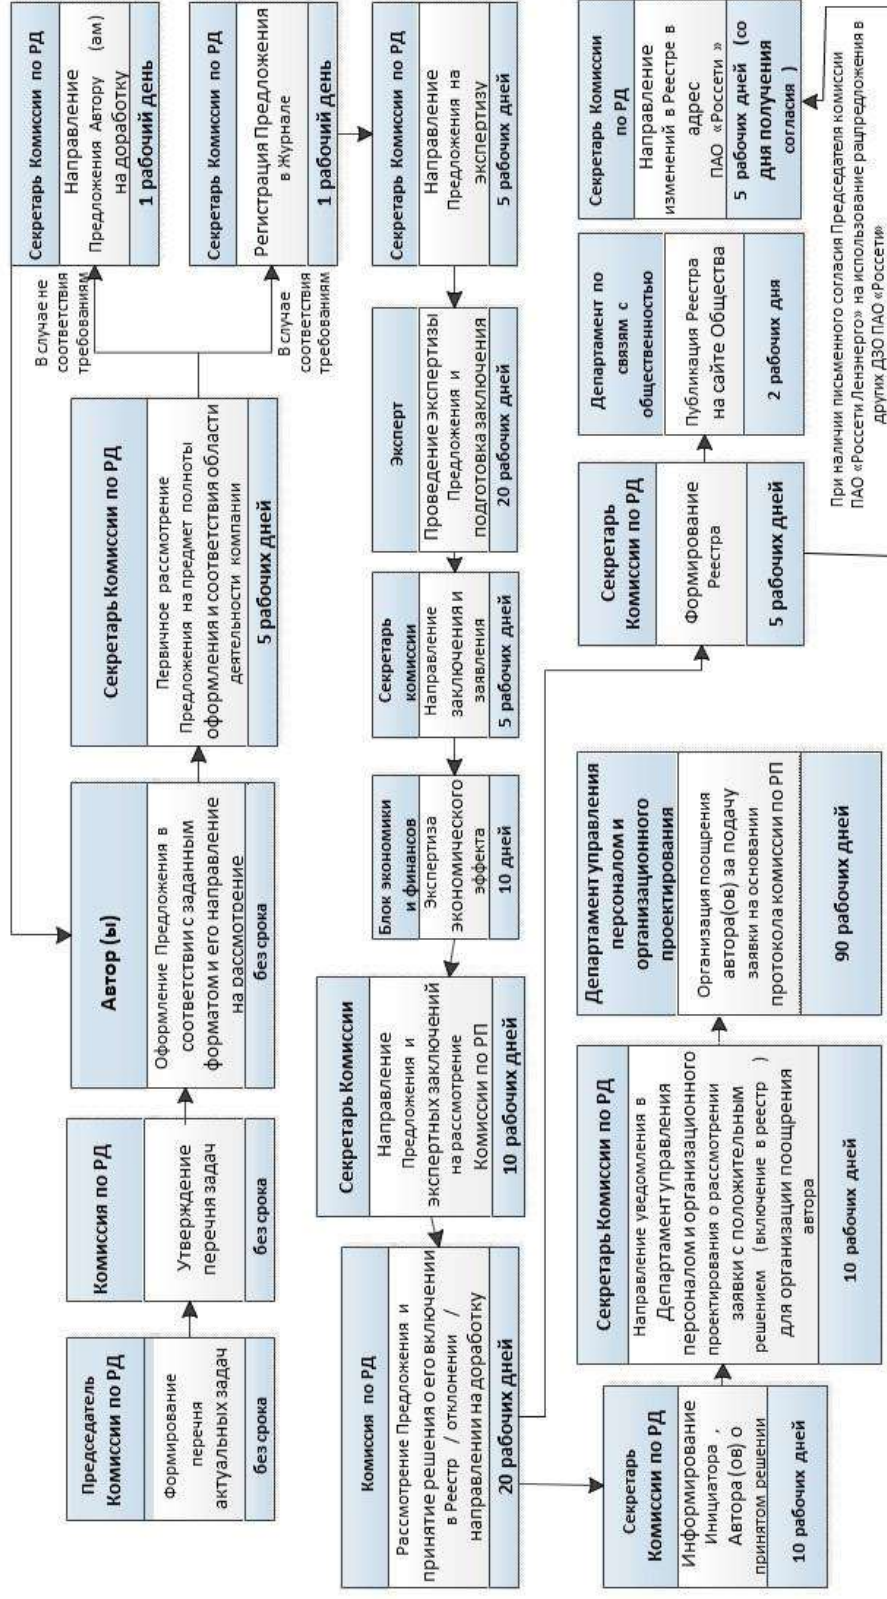 Председатель
Комиссии по РД
Формирование
перечня
актуальных задач
без срока
Комиссия по РД
Утверждение
перечня задач
без срока
Автор (ы)
Оформление Предложения в
соответствии с заданным
форматом и его направление
на рассмотрение
без срока
Секретарь Комиссии по РД
Первичное рассмотрение
Предложения на предмет полноты
оформления и соответствия области
деятельности компании
5 рабочих дней
В случае не
соответствия
требованиям
Секретарь Комиссии по РД
Направление
Предложения Автору (ам)
на доработку
1 рабочий день
В случае
соответствия
требованиям
Секретарь Комиссии по РД
Регистрация Предложения
в Журнале
1 рабочий день
Секретарь Комиссии по РД
Направление
Предложения на
экспертизу
5 рабочих дней
Эксперт
Проведение экспертизы
Предложения и
подготовка заключения
20 рабочих дней
Секретарь
комиссии
Направление
заключения и
заявления
5 рабочих дней
Блок экономики
и финансов
Экспертиза
экономического
эффекта
10 дней
Секретарь Комиссии
Направление
Предложения и
экспертных заключений
на рассмотрение
Комиссии по РП
10 рабочих дней
Комиссия по РД
Рассмотрение Предложения и
принятие решения о его включении
в Реестр / отклонении /
направлении на доработку
20 рабочих дней
Секретарь
Комиссии по РД
Информирование
Инициатора ,
Автора (ов) о
принятом решении
10 рабочих дней
Секретарь Комиссии по РД
Направление уведомления в
Департамент управления
персоналом и организационного
проектирования о рассмотрении
заявки с положительным
решением (включение в реестр )
для организации поощрения
автора
10 рабочих дней
Департамент управления
персоналом и
организационного
проектирования
Организация поощрения
автора(ов) за подачу
заявки на основании
протокола комиссии по РП
90 рабочих дней
Секретарь
Комиссии по РД
Формирование
Реестра
5 рабочих дней
Департамент по
связям с
общественностью
Публикация Реестра
на сайте Общества
2 рабочих дня
Секретарь Комиссии
по РД
Направление
изменений в Реестре в
адрес
ПАО «Россети »
5 рабочих дней (со
дня получения
согласия )
При наличии письменного согласия Председателя комиссии
ПАО «Россети Ленэнерго» на использование рацпредложения в
других ДЗО ПАО «Россети»